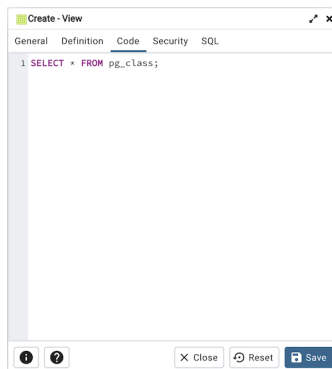 Create - View
General Definition Code Security SQL
1 SELECT * FROM pg_class;
Close Reset Save